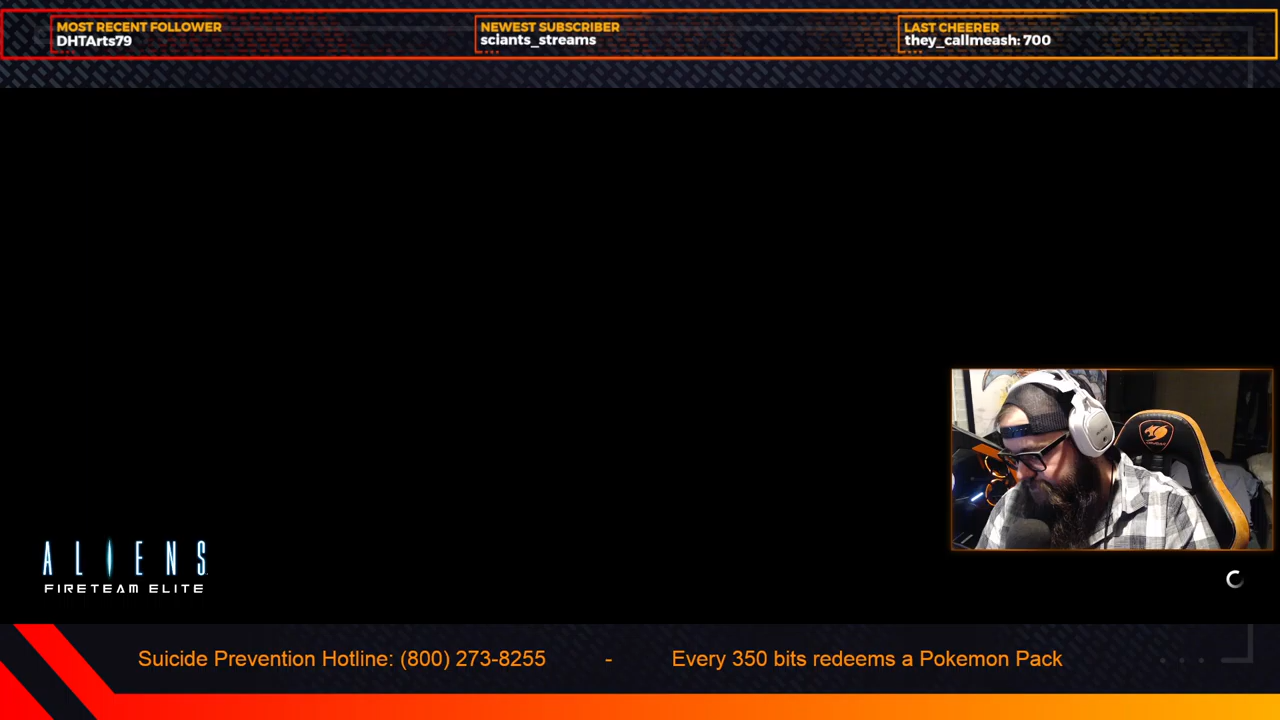 MOST RECENT FOLLOWER
DHTArts79
NEWEST SUBSCRIBER
sciants_streams
LAST CHEERER
they_callmeash: 700
ALIENS
FIRETEAM ELITE
Suicide Prevention Hotline: (800) 273-8255 - Every 350 bits redeems a Pokemon Pack